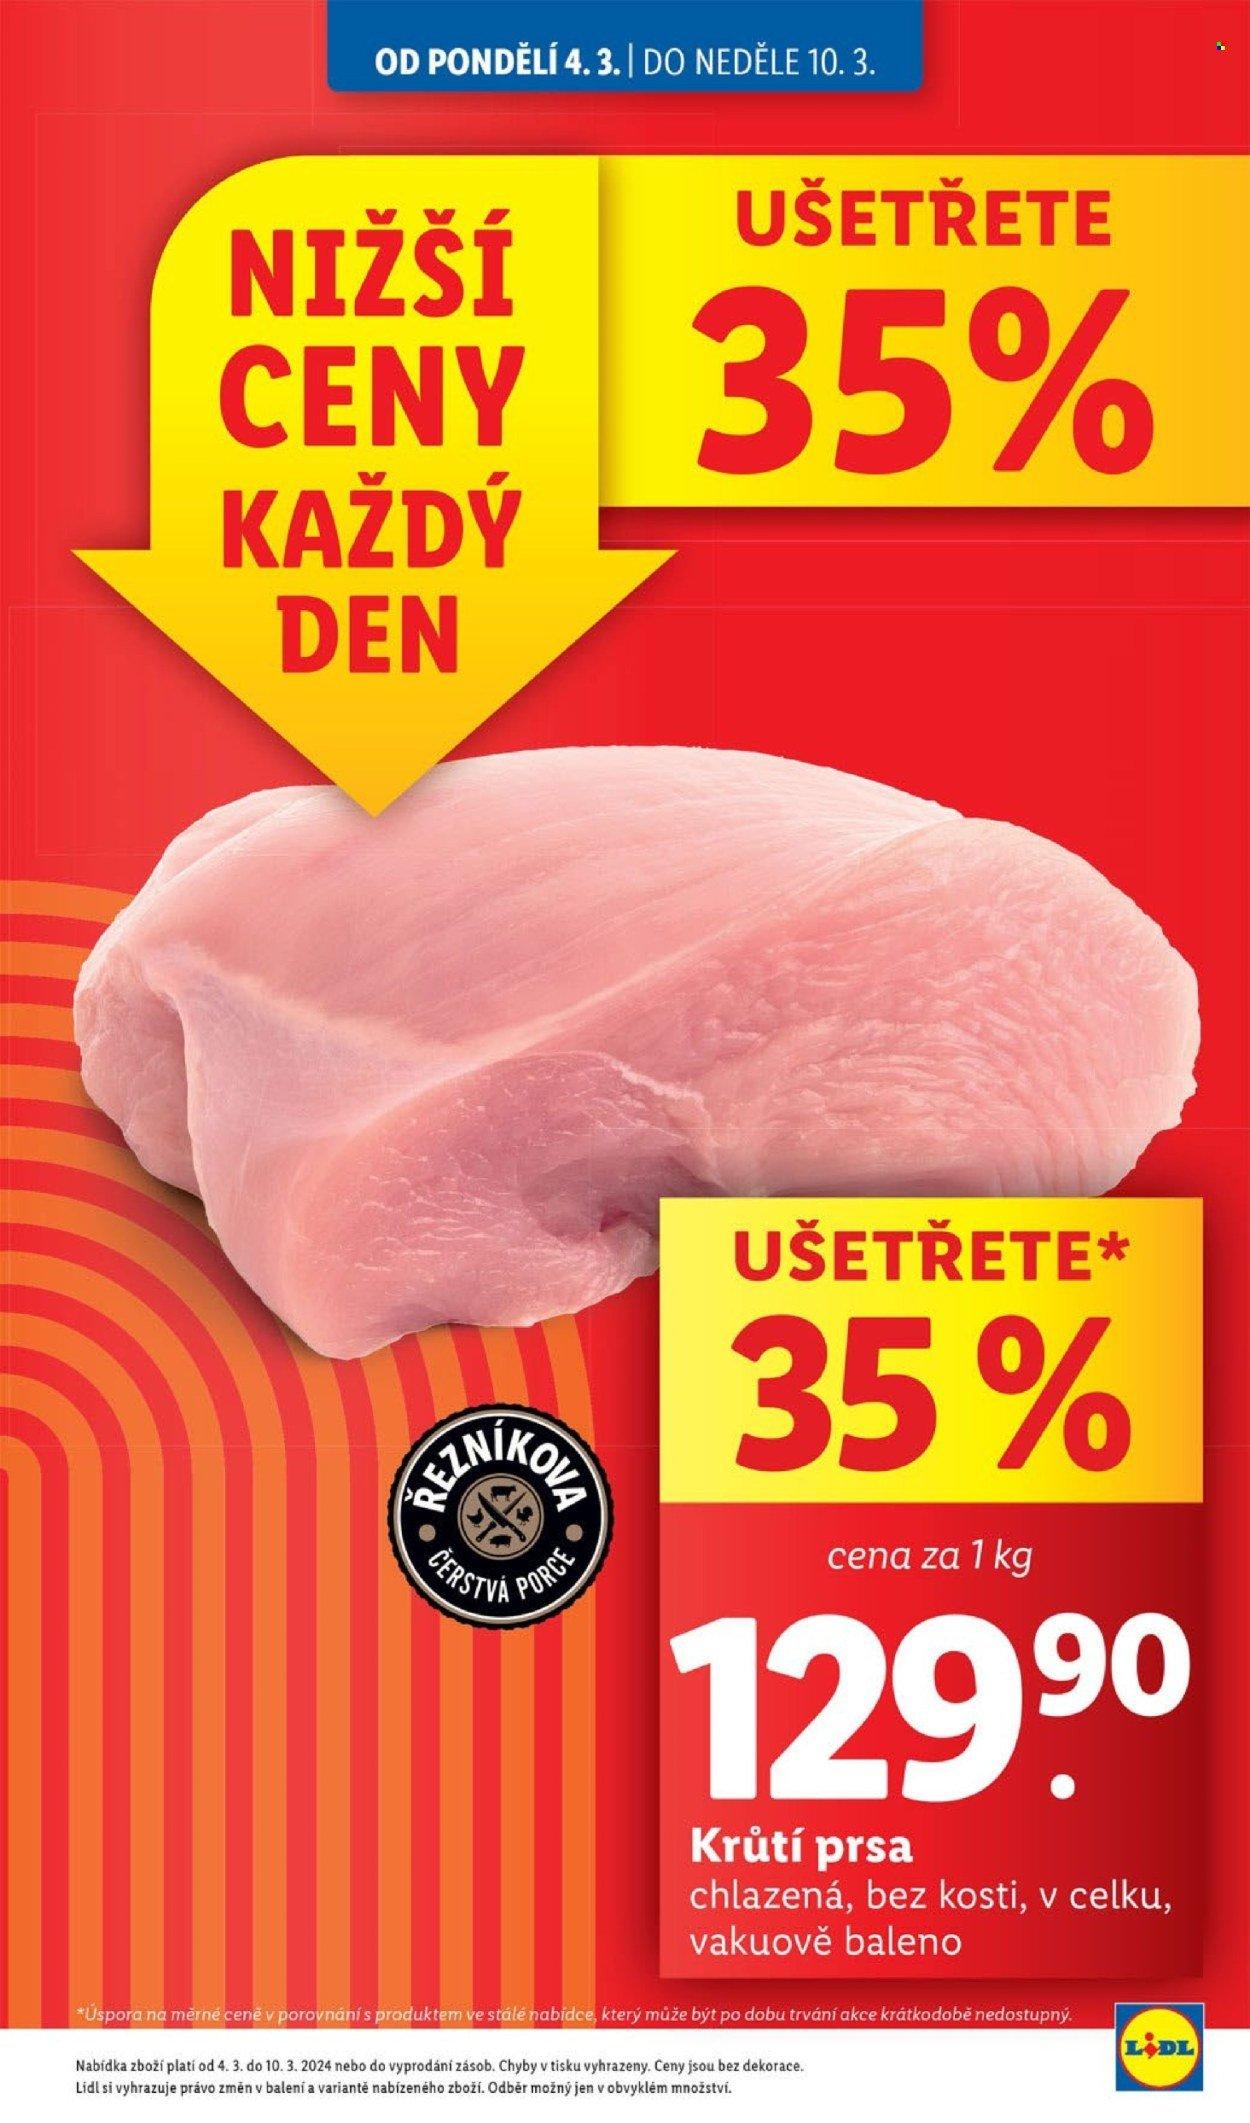 OD PONDĚLÍ 4. 3. | DO NEDĚLE 10. 3.
NIŽŠÍ
CENY
KAŽDÝ
DEN
UŠETŘETE
35%
UŠETŘETE*
35 %
ŘEZNÍKOVA
ČERSTVÁ PORCE
cena za 1 kg
129.90
Krůtí prsa
chlazená, bez kosti, v celku,
vakuově baleno
*Úspora na měrné ceně v porovnání s produktem ve stálé nabídce, který může být po dobu trvání akce krátkodobě nedostupný.
Nabídka zboží platí od 4. 3. do 10. 3. 2024 nebo do vyprodání zásob. Chyby v tisku vyhrazeny. Ceny jsou bez dekorace.
Lidl si vyhrazuje právo změn v balení a variantě nabízeného zboží. Odběr možný jen v obvyklém množství.
LIDL